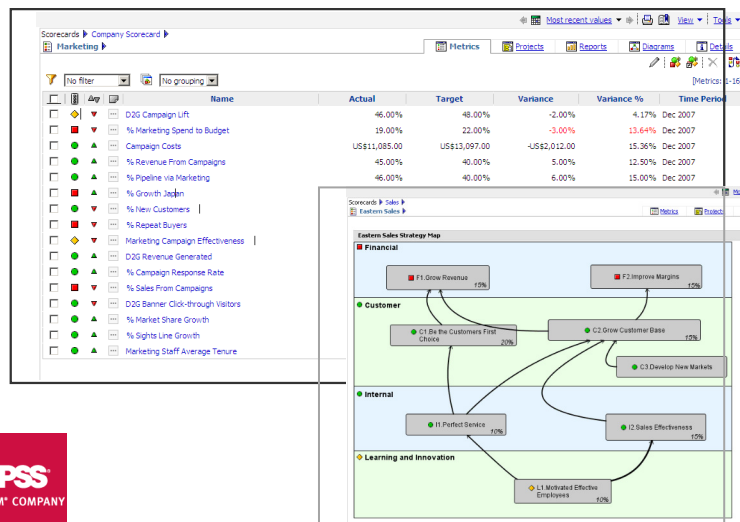 Most recent values View Tools
Scorecards Company Scorecard
Marketing Metrics Projects Reports Diagrams Details
No filter No grouping [Metrics: 1-16
Name Actual Target Variance Variance % Time Period
D2G Campaign Lift 46.00% 48.00% -2.00% 4.17% Dec 2007
% Marketing Spend to Budget 19.00% 22.00% -3.00% 13.64% Dec 2007
Campaign Costs US$11,085.00 US$13,097.00 -US$2,012.00 15.36% Dec 2007
% Revenue From Campaigns 45.00% 40.00% 5.00% 12.50% Dec 2007
% Pipeline via Marketing 46.00% 40.00% 6.00% 15.00% Dec 2007
% Growth Japan
% New Customers
% Repeat Buyers
Marketing Campaign Effectiveness
D2G Revenue Generated
% Campaign Response Rate
% Sales From Campaigns
D2G Banner Click-through Visitors
% Market Share Growth
% Sights Line Growth
Marketing Staff Average Tenure
Scorecards Sales
Eastern Sales Metrics Projects
Eastern Sales Strategy Map
Financial
F1.Grow Revenue
15%
F2.Improve Margins
15%
Customer
C1.Be the Customers First
Choice
20%
C2.Grow Customer Base
15%
C3.Develop New Markets
Internal
I1.Perfect Service
10%
I2.Sales Effectiveness
15%
Learning and Innovation
L1.Motivated Effective
Employees
10%
PSS
M COMPANY